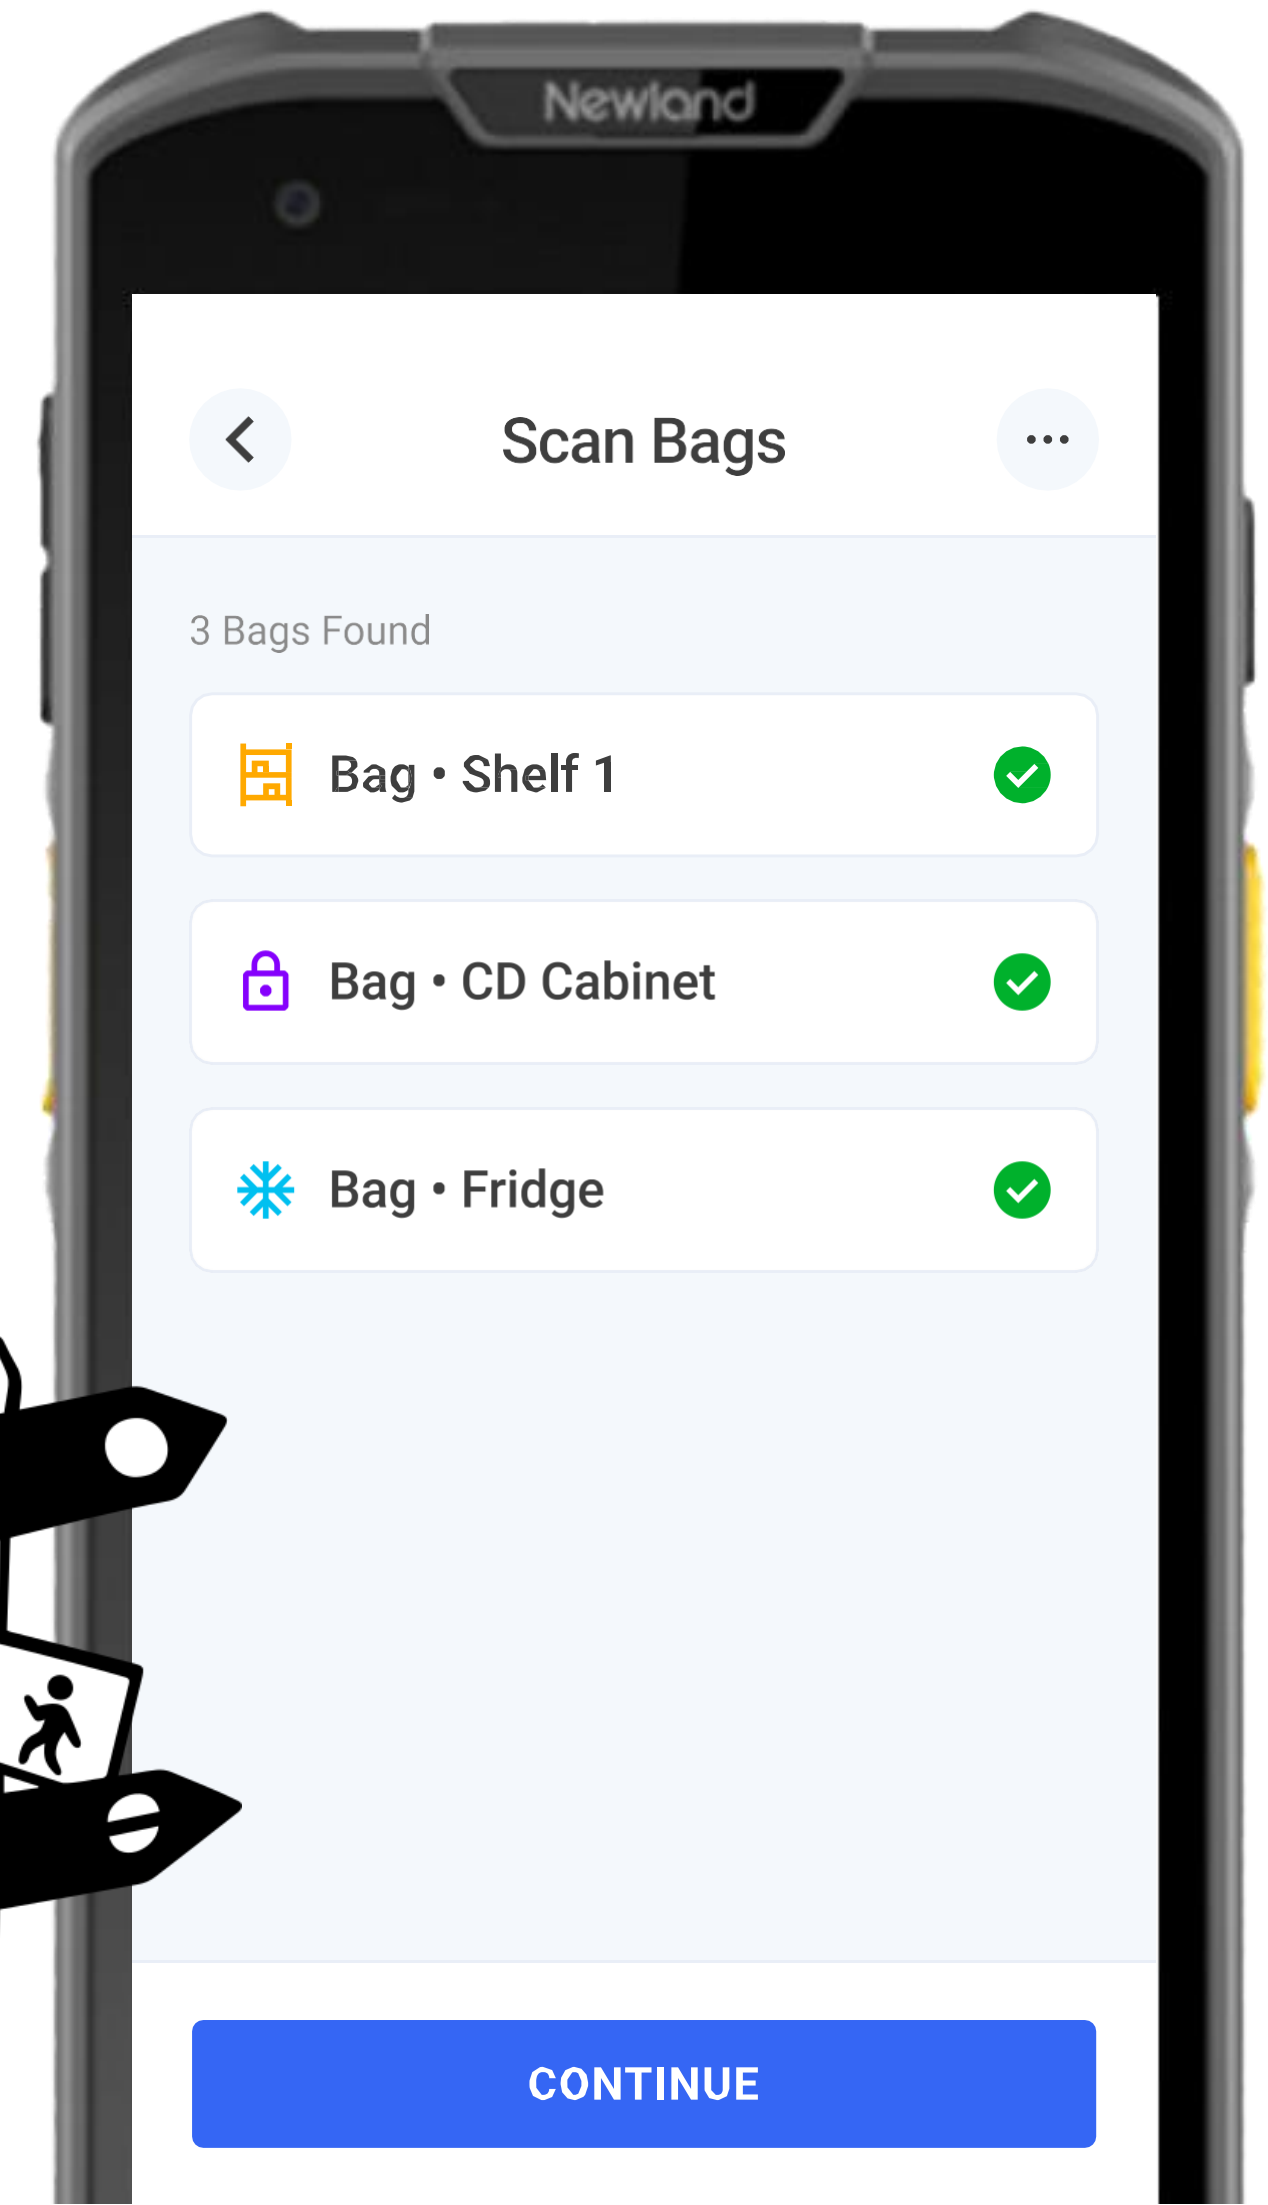 Newland
Scan Bags
3 Bags Found
Bag • Shelf 1
Bag • CD Cabinet
Bag • Fridge
CONTINUE